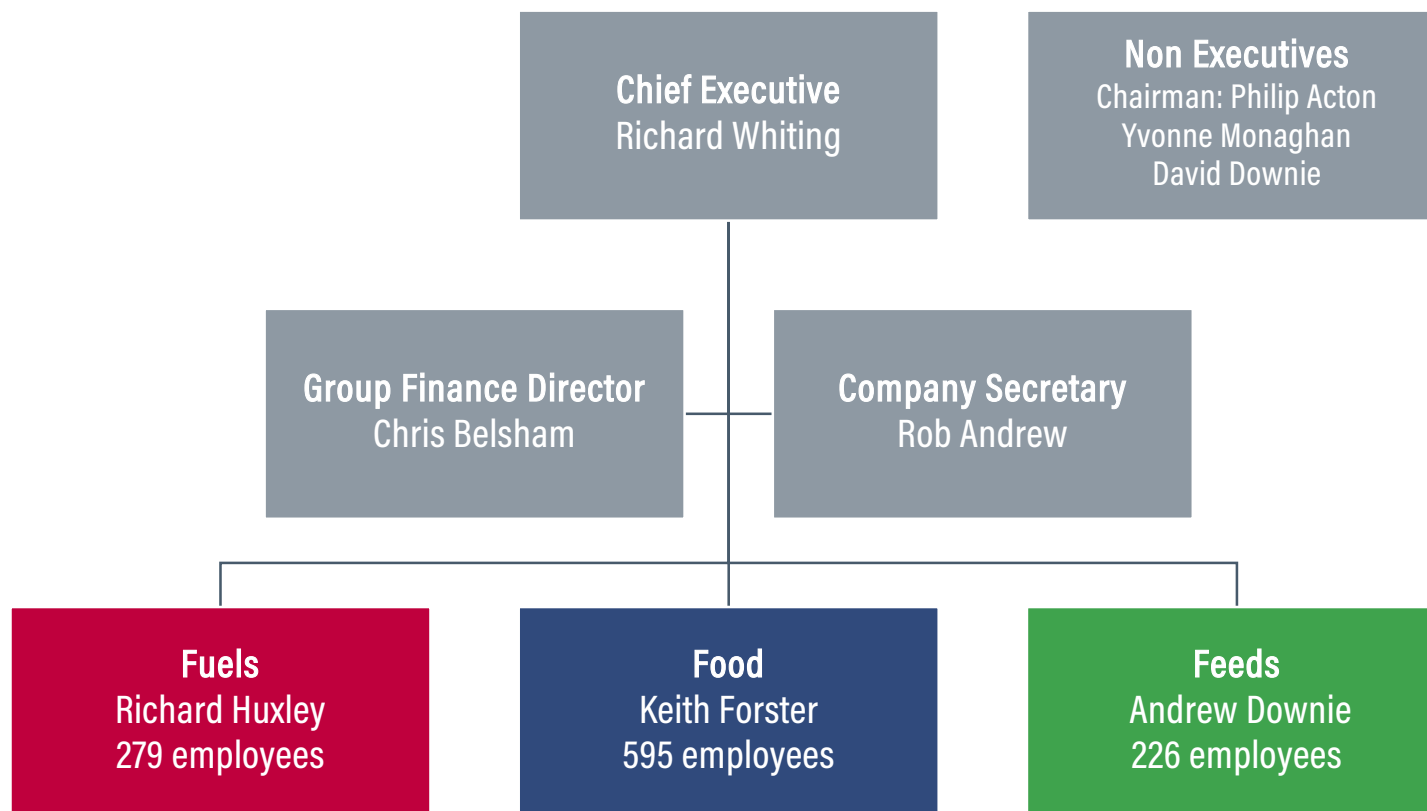 Chief Executive
Richard Whiting
Non Executives
Chairman: Philip Acton
Yvonne Monaghan
David Downie
Group Finance Director
Chris Belsham
Company Secretary
Rob Andrew
Fuels
Richard Huxley
279 employees
Food
Keith Forster
595 employees
Feeds
Andrew Downie
226 employees